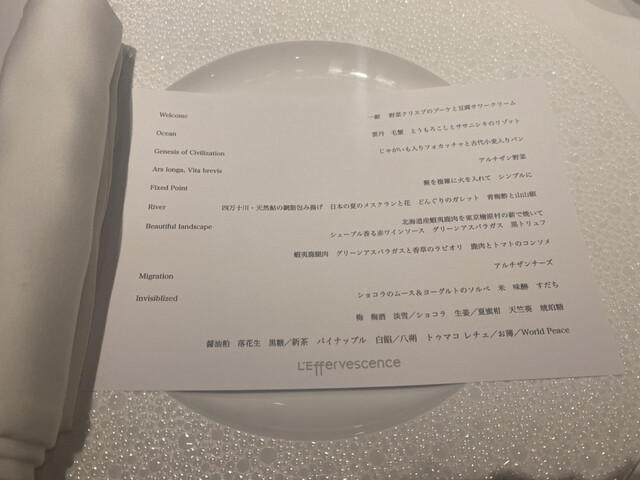 Welcome 一獻 野菜クリスプのブーケと豆腐サワークリーム
Ocean 雲丹 毛蟹 とうもろこしとササニシキのリゾット
Genesis of Civilization じゃがいも入りフォカッチャと古代小麦入りパン
Ars longa, Vita brevis アルチザン野菜
Fixed Point 蕪を複雑に火を入れて シンプルに
River 四万十川・天然鮎の網脂包み揚げ 日本の夏のメスクランと花 どんぐりのガレット 青梅酢と山山椒
Beautiful landscape 北海道産蝦夷鹿肉を東京檜原村の薪で焼いて
シェーブル香る赤ワインソース グリーンアスパラガス 黒トリュフ
蝦夷鹿腿肉 グリーンアスパラガスと香草のラビオリ 鹿肉とトマトのコンソメ
アルチザンチーズ
Migration ショコラのムース＆ヨーグルトのソルベ 米 味醂 すだち
Invisiblized
梅 梅酒 淡雪／ショコラ 生姜／夏蜜柑 天竺葵 琥珀糖
醤油粕 落花生 黒糖／新茶 パイナップル 白餡／八朔 トゥマコ レチェ／お薄／World Peace
L'Effervescence